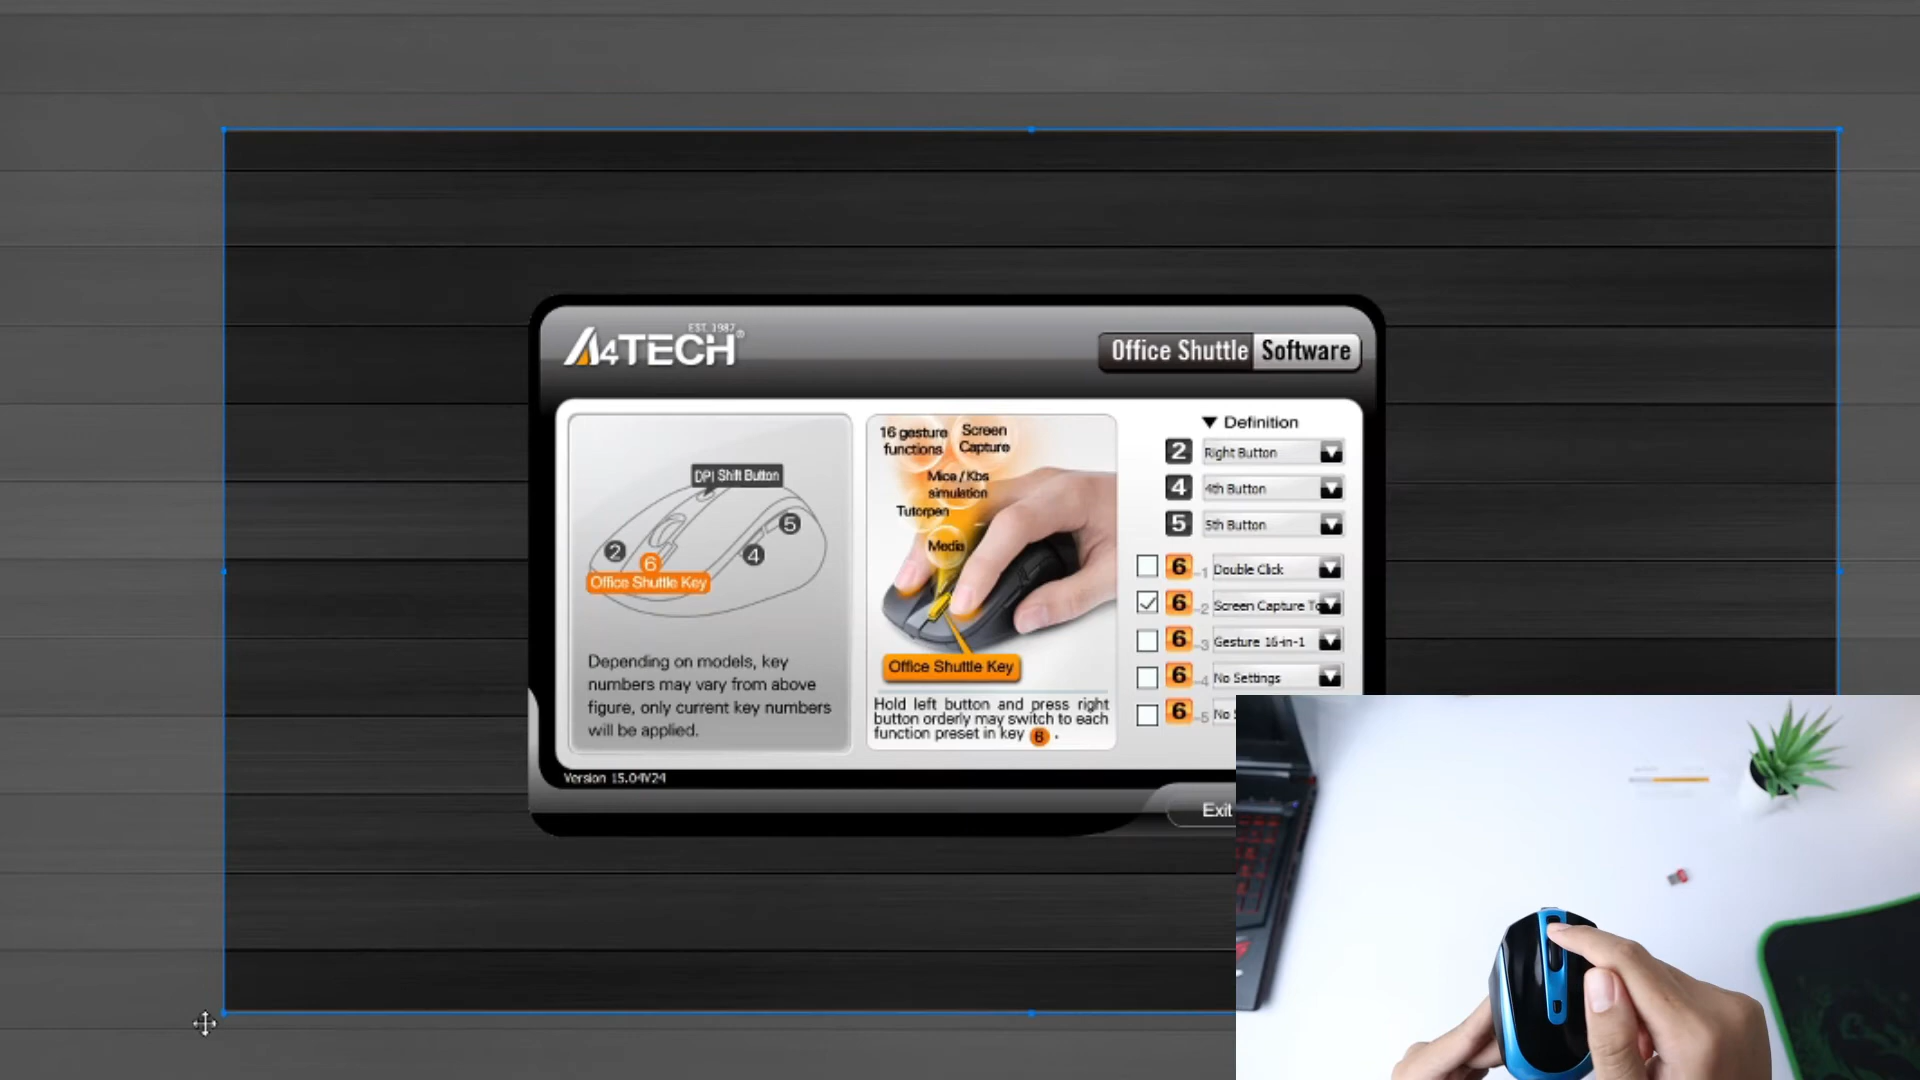 EST. 1987
A4TECH®
Office Shuttle Software
DPI Shift Button
2
6
4
5
Office Shuttle Key
Depending on models, key
numbers may vary from above
figure, only current key numbers
will be applied.
16 gesture
functions
Screen
Capture
Mice / Kbs
simulation
Tutorpen
Media
Office Shuttle Key
Hold left button and press right
button orderly may switch to each
function preset in key 6 .
▼ Definition
2 Right Button
4 4th Button
5 5th Button
6-1 Double Click
6-2 Screen Capture To
6-3 Gesture 16-in-1
6-4 No Settings
6-5 No
Version 15.04V24
Exit